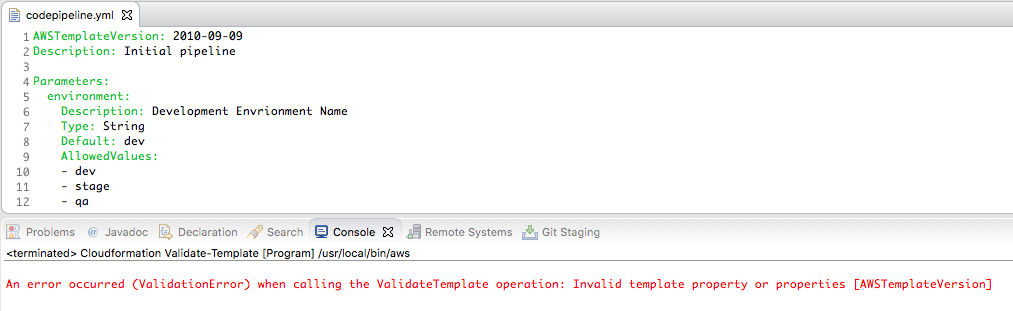 codepipeline.yml
1 AWSTemplateVersion: 2010-09-09
2 Description: Initial pipeline
3
4 Parameters:
5   environment:
6     Description: Development Envrionment Name
7     Type: String
8     Default: dev
9     AllowedValues:
10     - dev
11     - stage
12     - qa
Problems @ Javadoc Declaration Search Console Remote Systems Git Staging
<terminated> Cloudformation Validate-Template [Program] /usr/local/bin/aws
An error occurred (ValidationError) when calling the ValidateTemplate operation: Invalid template property or properties [AWSTemplateVersion]